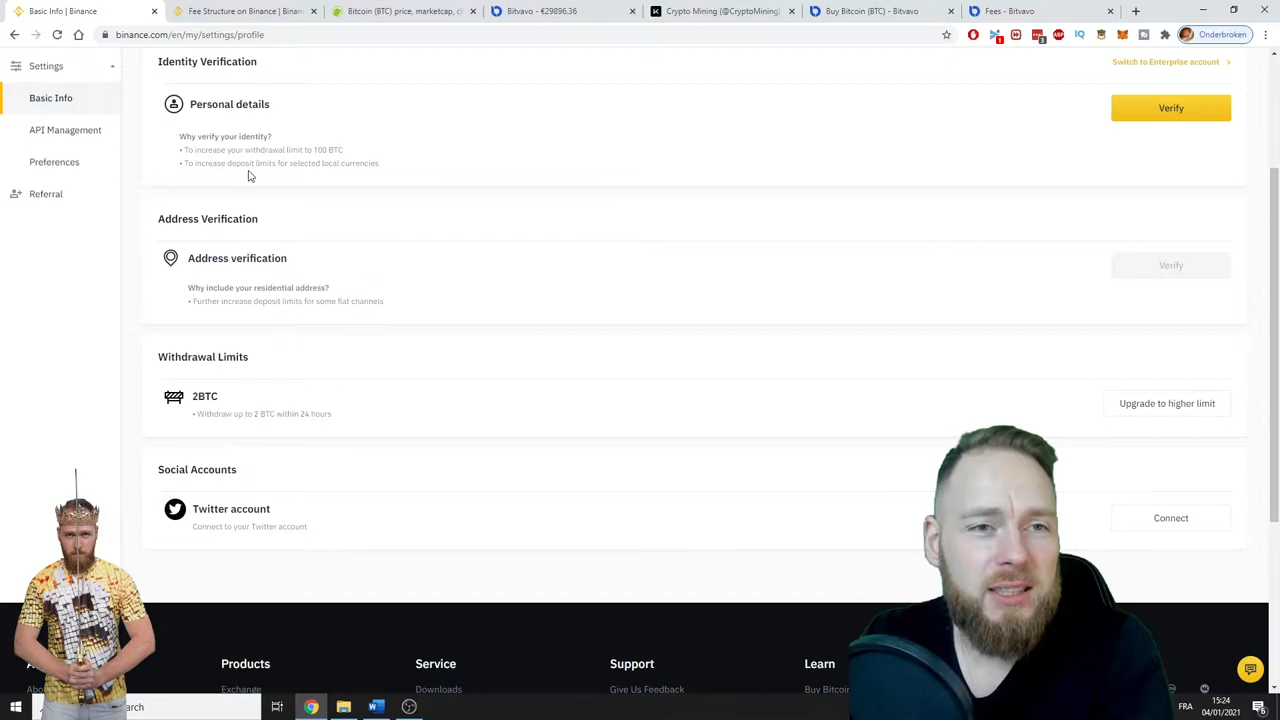 Basic Info | Binance
Fee Structure on Binance | Binanc
Bitcoin (BTC) price, marketcap, c
Bitvavo - €29896.36
Crypto Mining (@CryptoMining
Buy Bitcoin (BTC) - Bitvavo
Fees - Bitvavo
binance.com/en/my/settings/profile
1
3
ABP
IQ
Onderbroken
Settings
Basic Info
API Management
Preferences
Referral
Identity Verification
Switch to Enterprise account >
Personal details
Verify
Why verify your identity?
• To increase your withdrawal limit to 100 BTC
• To increase deposit limits for selected local currencies
Address Verification
Address verification
Verify
Why include your residential address?
• Further increase deposit limits for some fiat channels
Withdrawal Limits
2BTC
• Withdraw up to 2 BTC within 24 hours
Upgrade to higher limit
Social Accounts
Twitter account
Connect to your Twitter account
Connect
Products
Service
Support
Learn
Exchange
Downloads
Give Us Feedback
Buy Bitcoin
FRA
15:24
04/01/2021
6